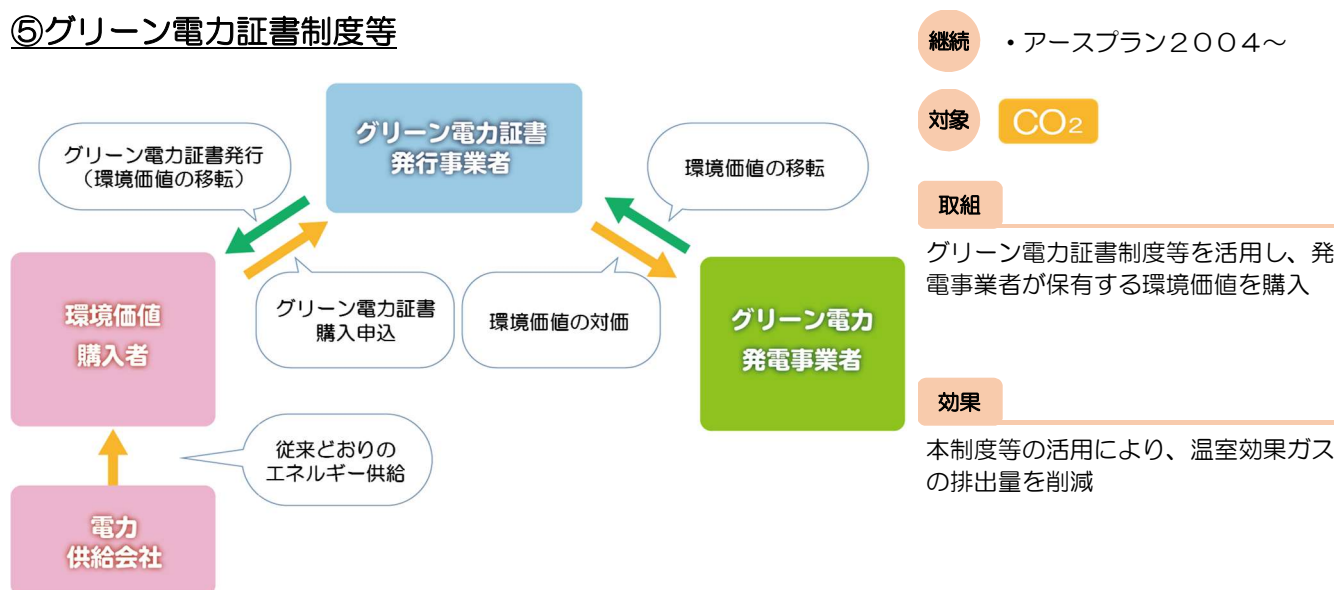 ⑤グリーン電力証書制度等
グリーン電力証書
発行事業者
グリーン電力証書発行
（環境価値の移転）
環境価値の移転
環境価値
購入者
グリーン電力証書
購入申込
環境価値の対価
グリーン電力
発電事業者
従来どおりの
エネルギー供給
電力
供給会社
継続
・アースプラン２００４～
対象
CO₂
取組
グリーン電力証書制度等を活用し、発
電事業者が保有する環境価値を購入
効果
本制度等の活用により、温室効果ガス
の排出量を削減